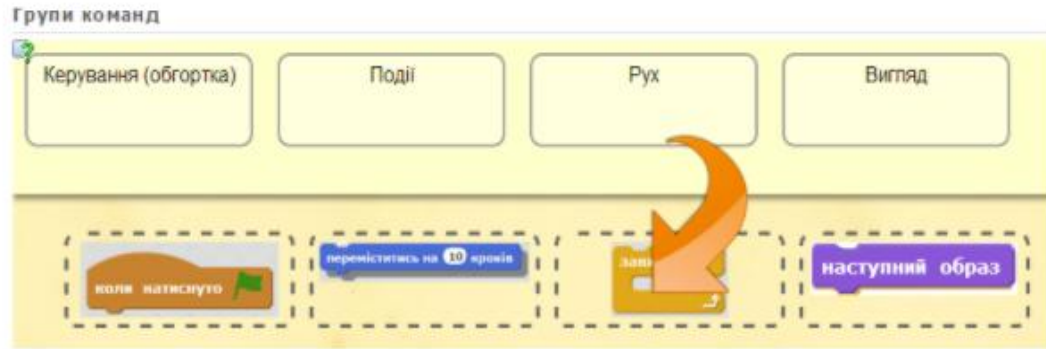 Групи команд
Керування (обгортка)
Події
Рух
Вигляд
коли натиснуто
переміститись на 10 кроків
наступний образ